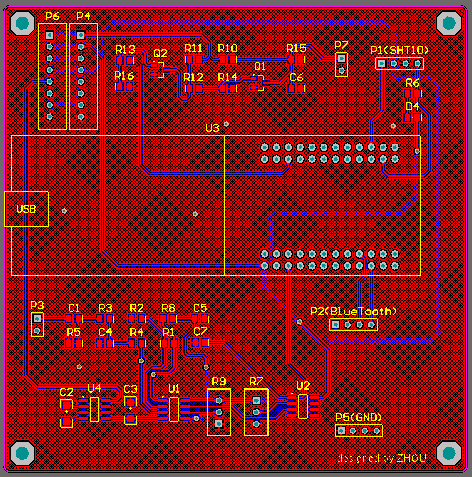 P6 P4
R13 Q2 R11 R10 Q1 R15 P7 P1(SHT10)
R16 R12 R14 C6 R6
D4
U3
USB
P3 C1 R3 R2 R8 C5 P2(BlueTooth)
R5 C4 R4 R1 C7
C2 U4 C3 U1 R9 R7 U2
P5(GND)
designed by ZHOU